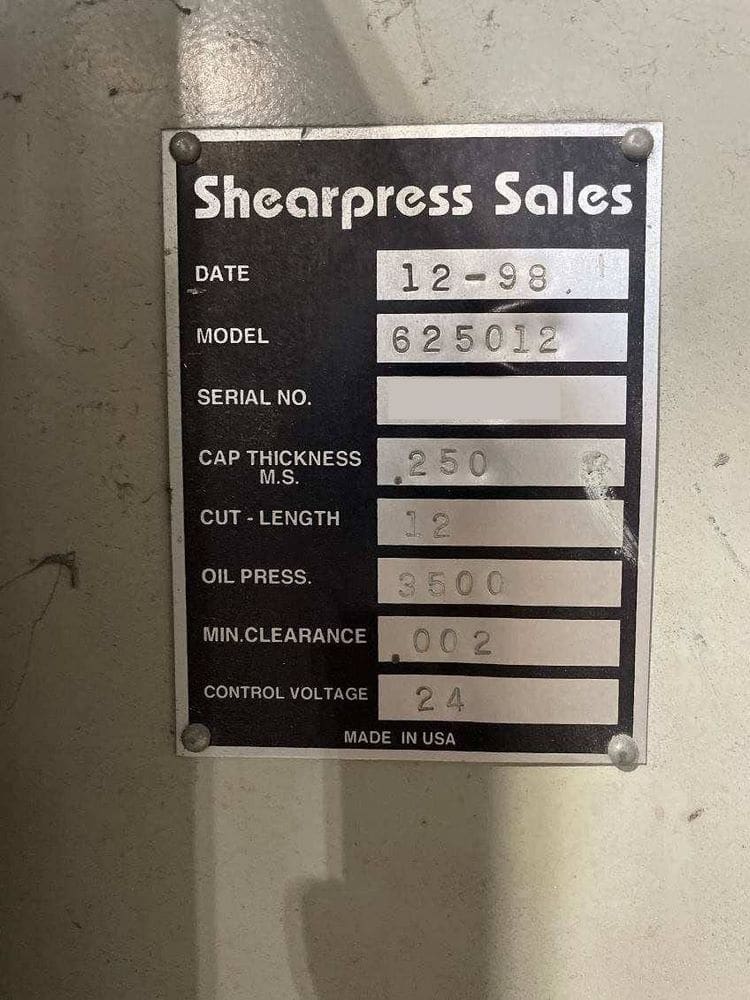 Shearpress Sales
DATE 12-98
MODEL 625012
SERIAL NO.
CAP THICKNESS .250
M.S.
CUT - LENGTH 12
OIL PRESS. 3500
MIN.CLEARANCE .002
CONTROL VOLTAGE 24
MADE IN USA